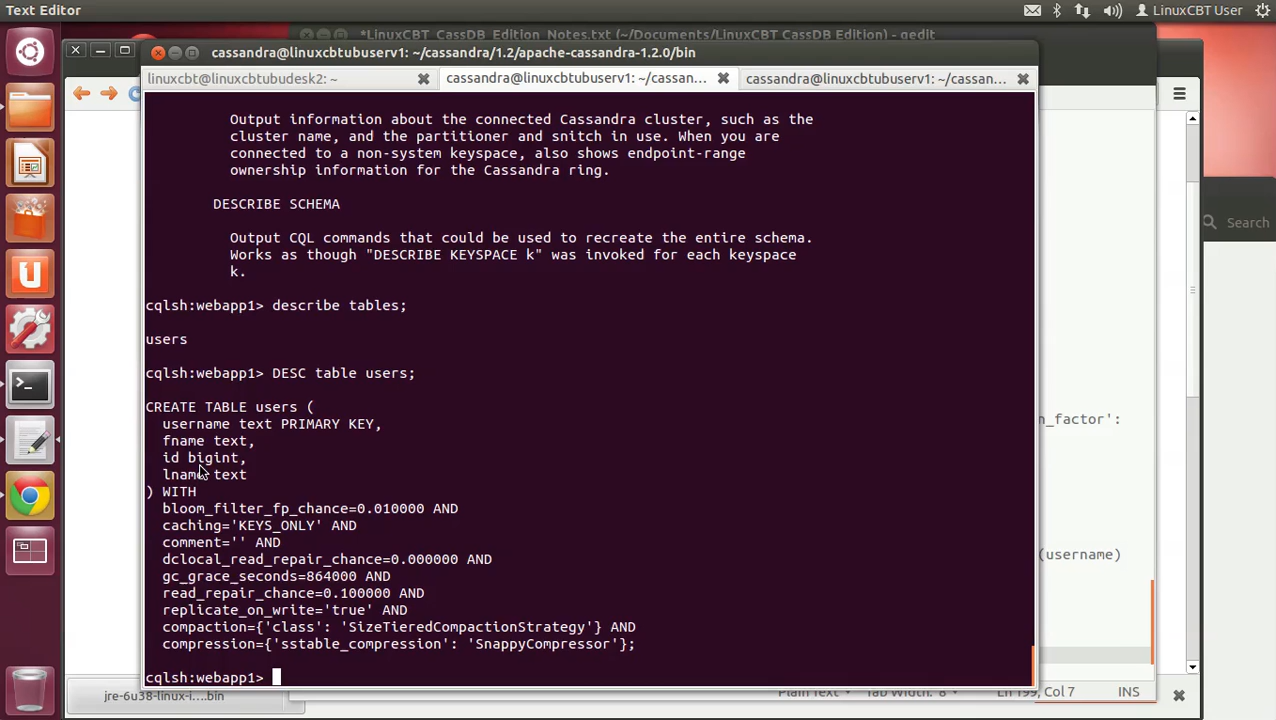 Text Editor
LinuxCBT User
*LinuxCBT_CassDB_Edition_Notes.txt (~/Documents/LinuxCBT CassDB Edition) - gedit
cassandra@linuxcbtubuserv1: ~/cassandra/1.2/apache-cassandra-1.2.0/bin
linuxcbt@linuxcbtubudesk2: ~
cassandra@linuxcbtubuserv1: ~/cassan...
cassandra@linuxcbtubuserv1: ~/cassan...
Output information about the connected Cassandra cluster, such as the
cluster name, and the partitioner and snitch in use. When you are
connected to a non-system keyspace, also shows endpoint-range
ownership information for the Cassandra ring.
DESCRIBE SCHEMA
Output CQL commands that could be used to recreate the entire schema.
Works as though "DESCRIBE KEYSPACE k" was invoked for each keyspace
k.
cqlsh:webapp1> describe tables;
users
cqlsh:webapp1> DESC table users;
CREATE TABLE users (
username text PRIMARY KEY,
fname text,
id bigint,
lname text
) WITH
bloom_filter_fp_chance=0.010000 AND
caching='KEYS_ONLY' AND
comment='' AND
dclocal_read_repair_chance=0.000000 AND
gc_grace_seconds=864000 AND
read_repair_chance=0.100000 AND
replicate_on_write='true' AND
compaction={'class': 'SizeTieredCompactionStrategy'} AND
compression={'sstable_compression': 'SnappyCompressor'};
cqlsh:webapp1>
Search
n_factor':
(username)
jre-6u38-linux-i....bin
Plain Text
Tab Width: 8
Ln 199, Col 7
INS